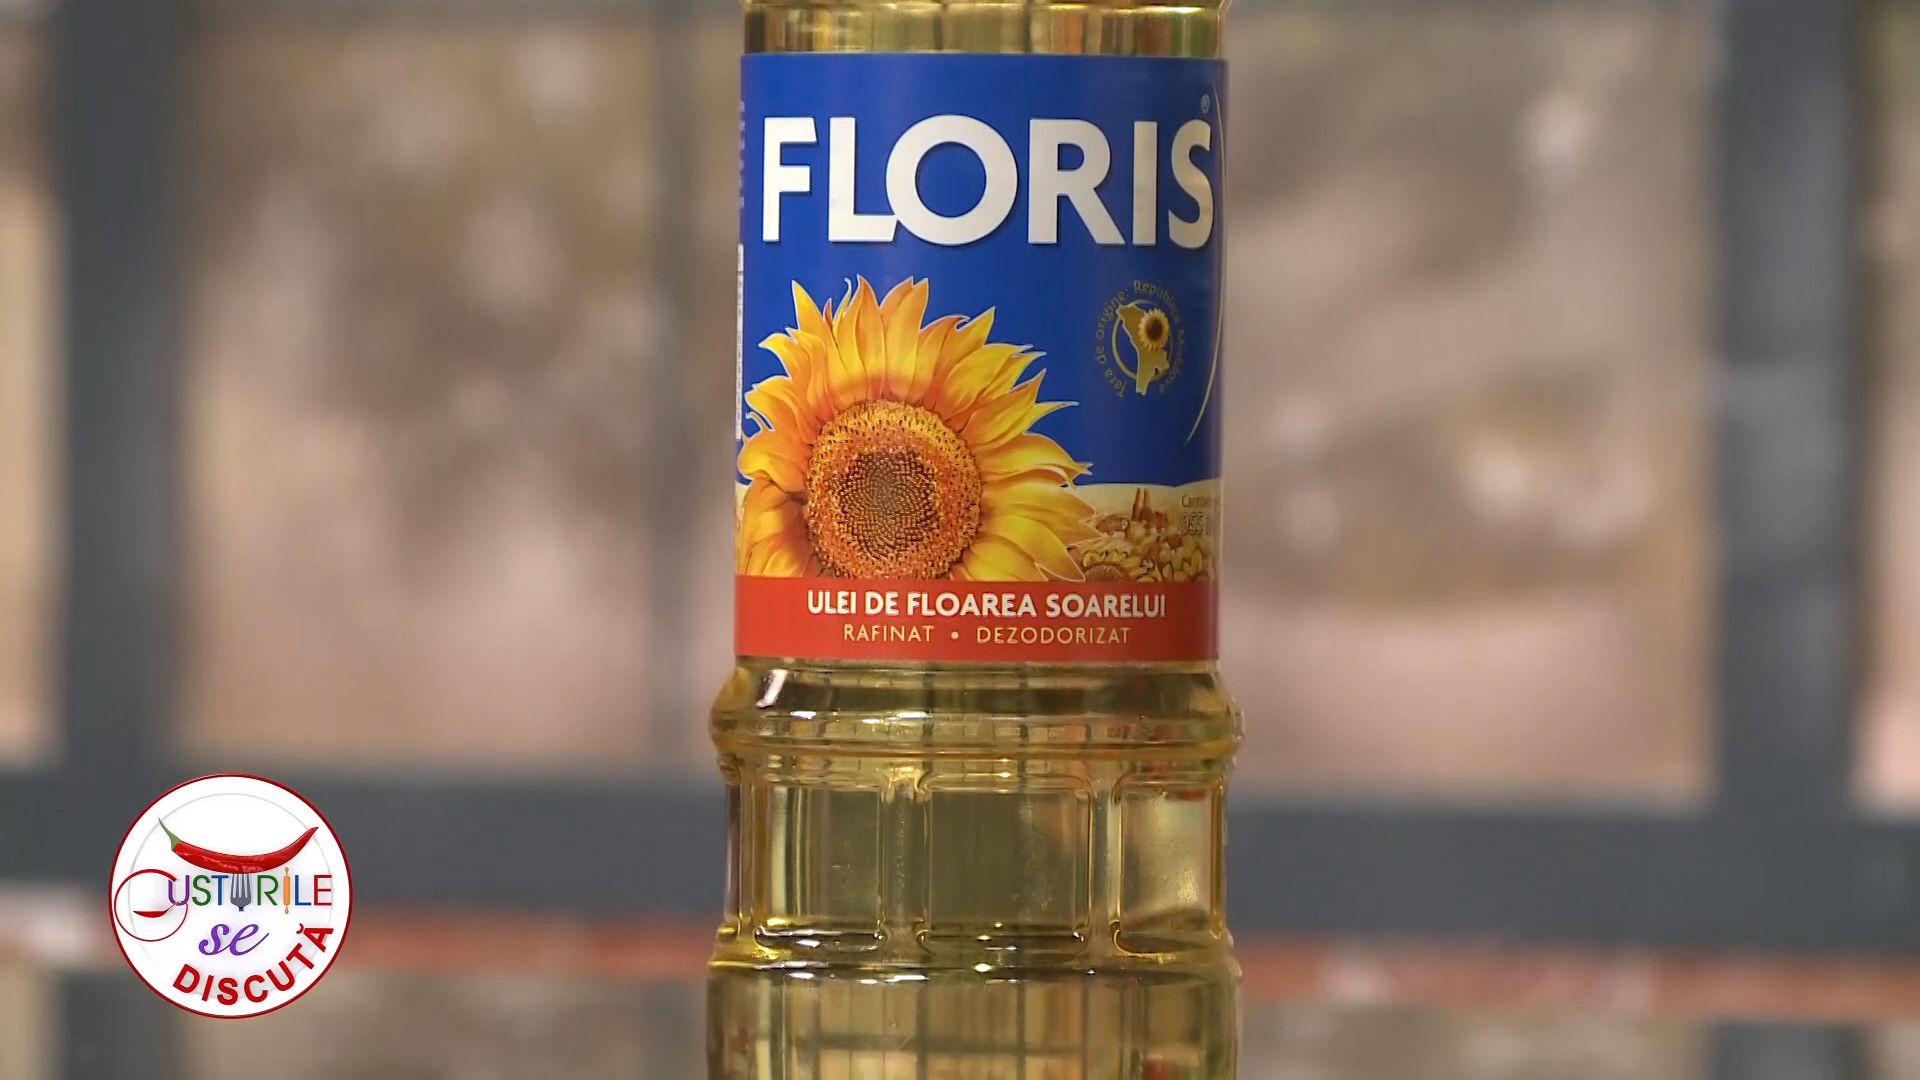 FLORIS®
Țara de origine: Republica Moldova
ULEI DE FLOAREA SOARELUI
RAFINAT • DEZODORIZAT
GUSTURILE
se
DISCUTĂ